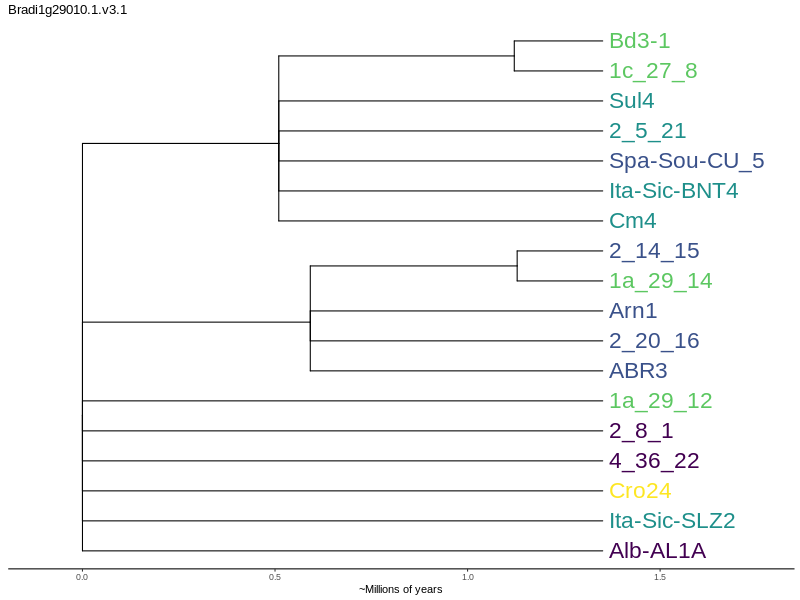 Bradi1g29010.1.v3.1
Bd3-1
1c_27_8
Sul4
2_5_21
Spa-Sou-CU_5
Ita-Sic-BNT4
Cm4
2_14_15
1a_29_14
Arn1
2_20_16
ABR3
1a_29_12
2_8_1
4_36_22
Cro24
Ita-Sic-SLZ2
Alb-AL1A
0.0 0.5 1.0 1.5
~Millions of years